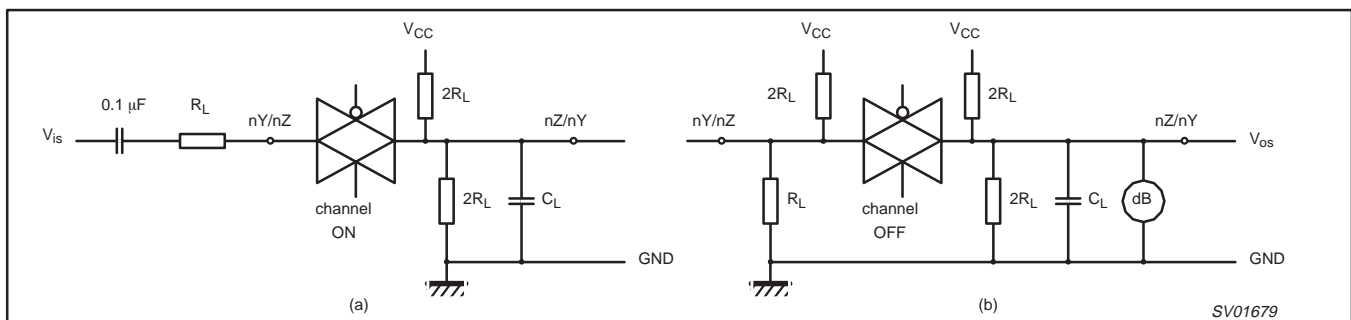 V_CC
2R_L
0.1 μF
R_L
nY/nZ
nZ/nY
V_is
2R_L
C_L
channel
ON
GND
(a)
V_CC
V_CC
2R_L
2R_L
nY/nZ
nZ/nY
V_os
R_L
2R_L
C_L
dB
channel
OFF
GND
(b)
SV01679